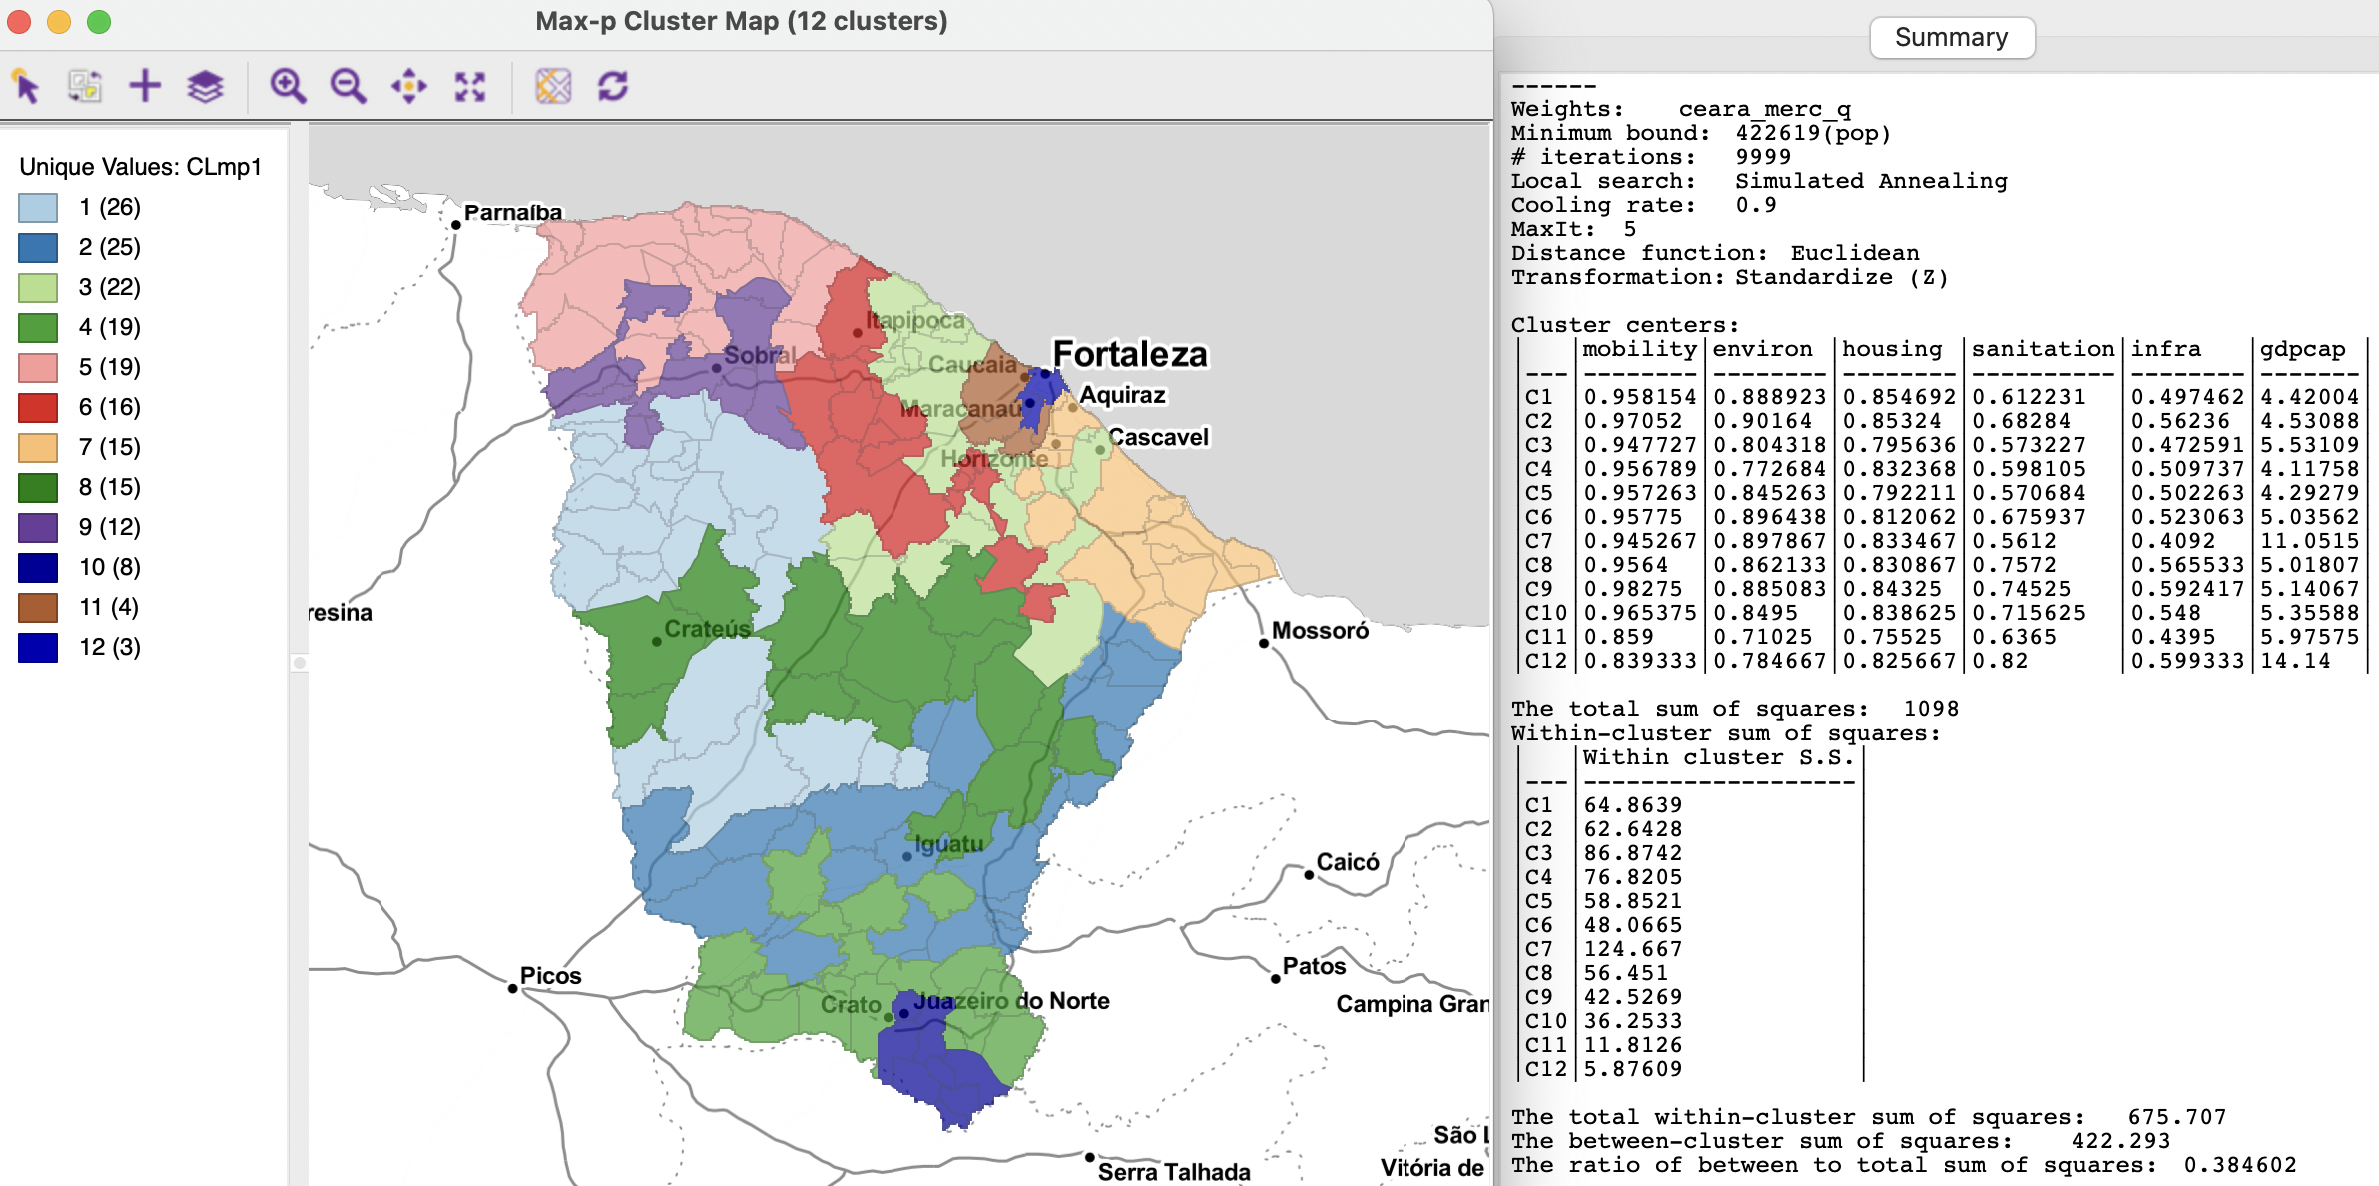 Max-p Cluster Map (12 clusters)
Unique Values: CLmp1
1 (26)
2 (25)
3 (22)
4 (19)
5 (19)
6 (16)
7 (15)
8 (15)
9 (12)
10 (8)
11 (4)
12 (3)
Parnaíba
Itapipoca
Sobral
Caucaia
Fortaleza
Aquiraz
Maracanaú
Cascavel
Horizonte
resina
Crateús
Mossoró
Iguatu
Caicó
Picos
Patos
Crato
Juazeiro do Norte
Campina Gran
São L
Vitória de
Serra Talhada
Summary
------
Weights: ceara_merc_q
Minimum bound: 422619(pop)
# iterations: 9999
Local search: Simulated Annealing
Cooling rate: 0.9
MaxIt: 5
Distance function: Euclidean
Transformation: Standardize (Z)
Cluster centers:
| |mobility|environ |housing |sanitation|infra |gdpcap |
|---|--------|--------|--------|----------|--------|-------|
|C1 |0.958154|0.888923|0.854692|0.612231 |0.497462|4.42004|
|C2 |0.97052 |0.90164 |0.85324 |0.68284 |0.56236 |4.53088|
|C3 |0.947727|0.804318|0.795636|0.573227 |0.472591|5.53109|
|C4 |0.956789|0.772684|0.832368|0.598105 |0.509737|4.11758|
|C5 |0.957263|0.845263|0.792211|0.570684 |0.502263|4.29279|
|C6 |0.95775 |0.896438|0.812062|0.675937 |0.523063|5.03562|
|C7 |0.945267|0.897867|0.833467|0.5612 |0.4092 |11.0515|
|C8 |0.9564 |0.862133|0.830867|0.7572 |0.565533|5.01807|
|C9 |0.98275 |0.885083|0.84325 |0.74525 |0.592417|5.14067|
|C10|0.965375|0.8495 |0.838625|0.715625 |0.548 |5.35588|
|C11|0.859 |0.71025 |0.75525 |0.6365 |0.4395 |5.97575|
|C12|0.839333|0.784667|0.825667|0.82 |0.599333|14.14 |
The total sum of squares: 1098
Within-cluster sum of squares:
| |Within cluster S.S.|
|---|-------------------|
|C1 |64.8639 |
|C2 |62.6428 |
|C3 |86.8742 |
|C4 |76.8205 |
|C5 |58.8521 |
|C6 |48.0665 |
|C7 |124.667 |
|C8 |56.451 |
|C9 |42.5269 |
|C10|36.2533 |
|C11|11.8126 |
|C12|5.87609 |
The total within-cluster sum of squares: 675.707
The between-cluster sum of squares: 422.293
The ratio of between to total sum of squares: 0.384602